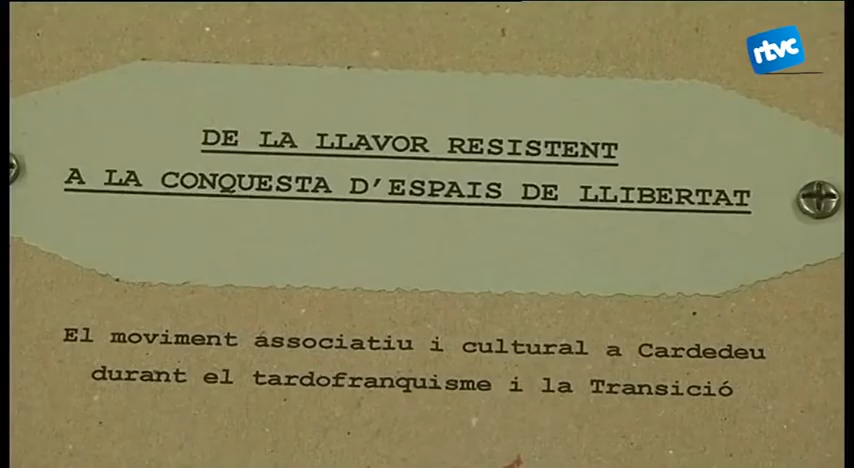 rtvc
DE LA LLAVOR RESISTENT
A LA CONQUESTA D'ESPAIS DE LLIBERTAT
El moviment associatiu i cultural a Cardedeu
durant el tardofranquisme i la Transició